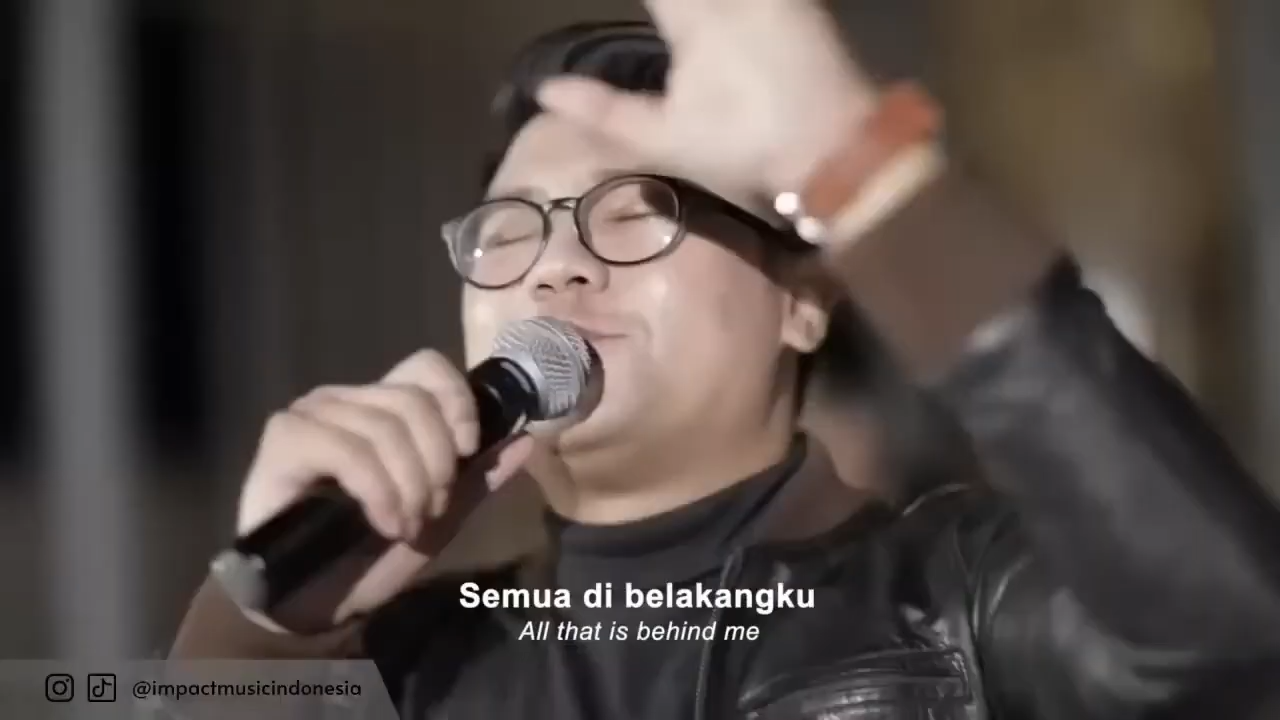 Semua di belakangku
All that is behind me
@impactmusicindonesia